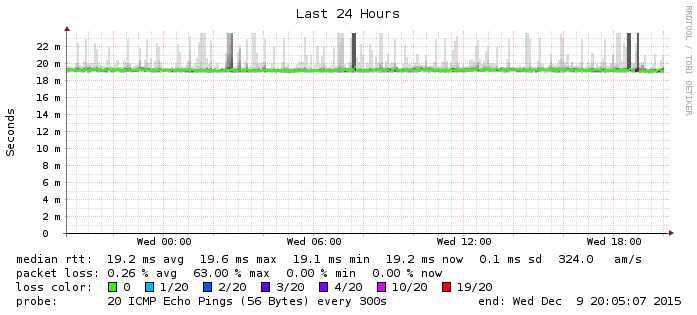 Last 24 Hours
RRDTOOL / TOBI OETIKER
Seconds
22 m
20 m
18 m
16 m
14 m
12 m
10 m
8 m
6 m
4 m
2 m
0
Wed 00:00 Wed 06:00 Wed 12:00 Wed 18:00
median rtt: 19.2 ms avg 19.6 ms max 19.1 ms min 19.2 ms now 0.1 ms sd 324.0 am/s
packet loss: 0.26 % avg 63.00 % max 0.00 % min 0.00 % now
loss color: 0 1/20 2/20 3/20 4/20 10/20 19/20
probe: 20 ICMP Echo Pings (56 Bytes) every 300s end: Wed Dec 9 20:05:07 2015